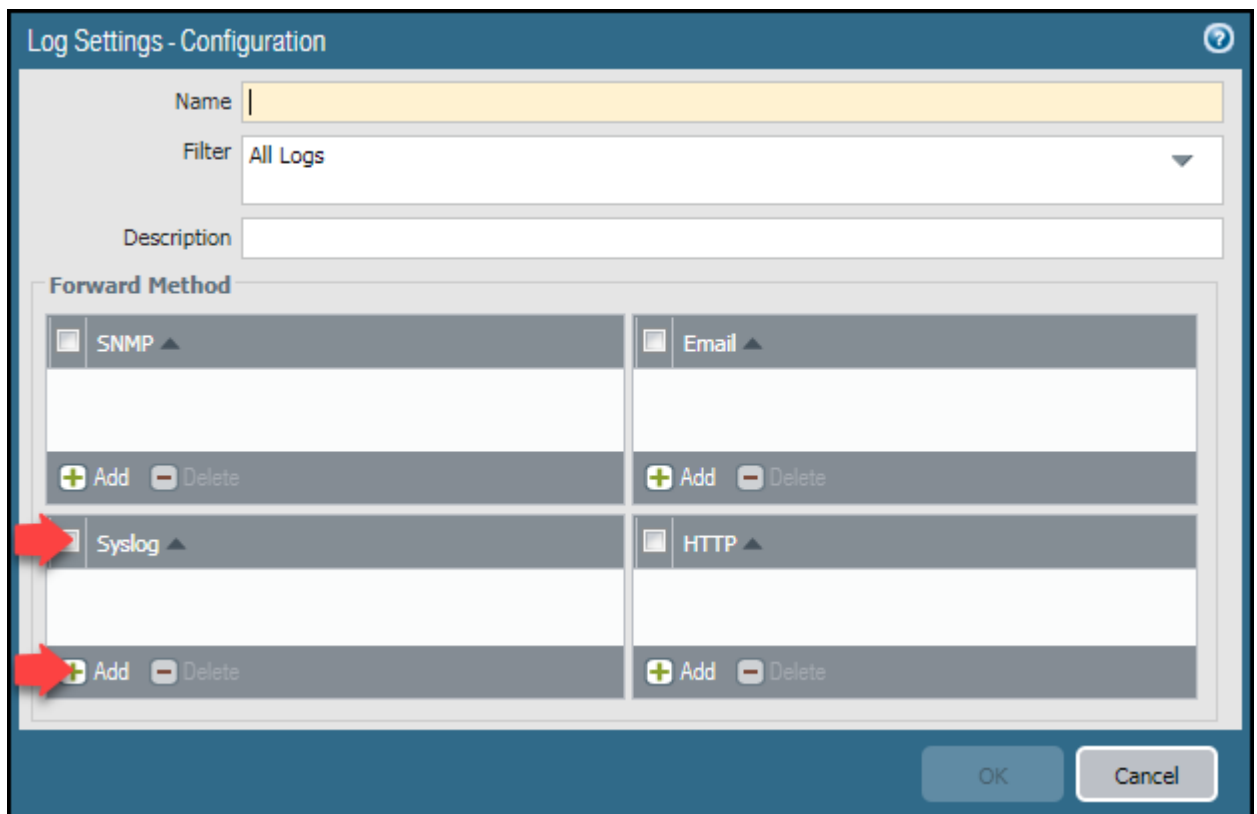 Log Settings - Configuration
Name
Filter All Logs
Description
Forward Method
SNMP Email
Add Delete Add Delete
Syslog HTTP
Add Delete Add Delete
OK Cancel